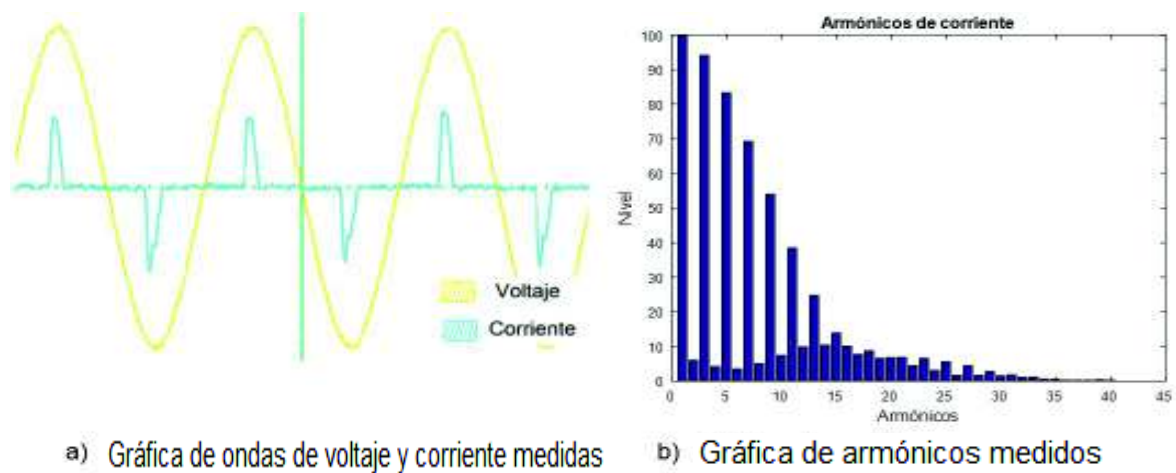 Voltaje
Corriente
a) Gráfica de ondas de voltaje y corriente medidas
Armónicos de corriente
Nivel
100
90
80
70
60
50
40
30
20
10
0
0 5 10 15 20 25 30 35 40 45
Armónicos
b) Gráfica de armónicos medidos